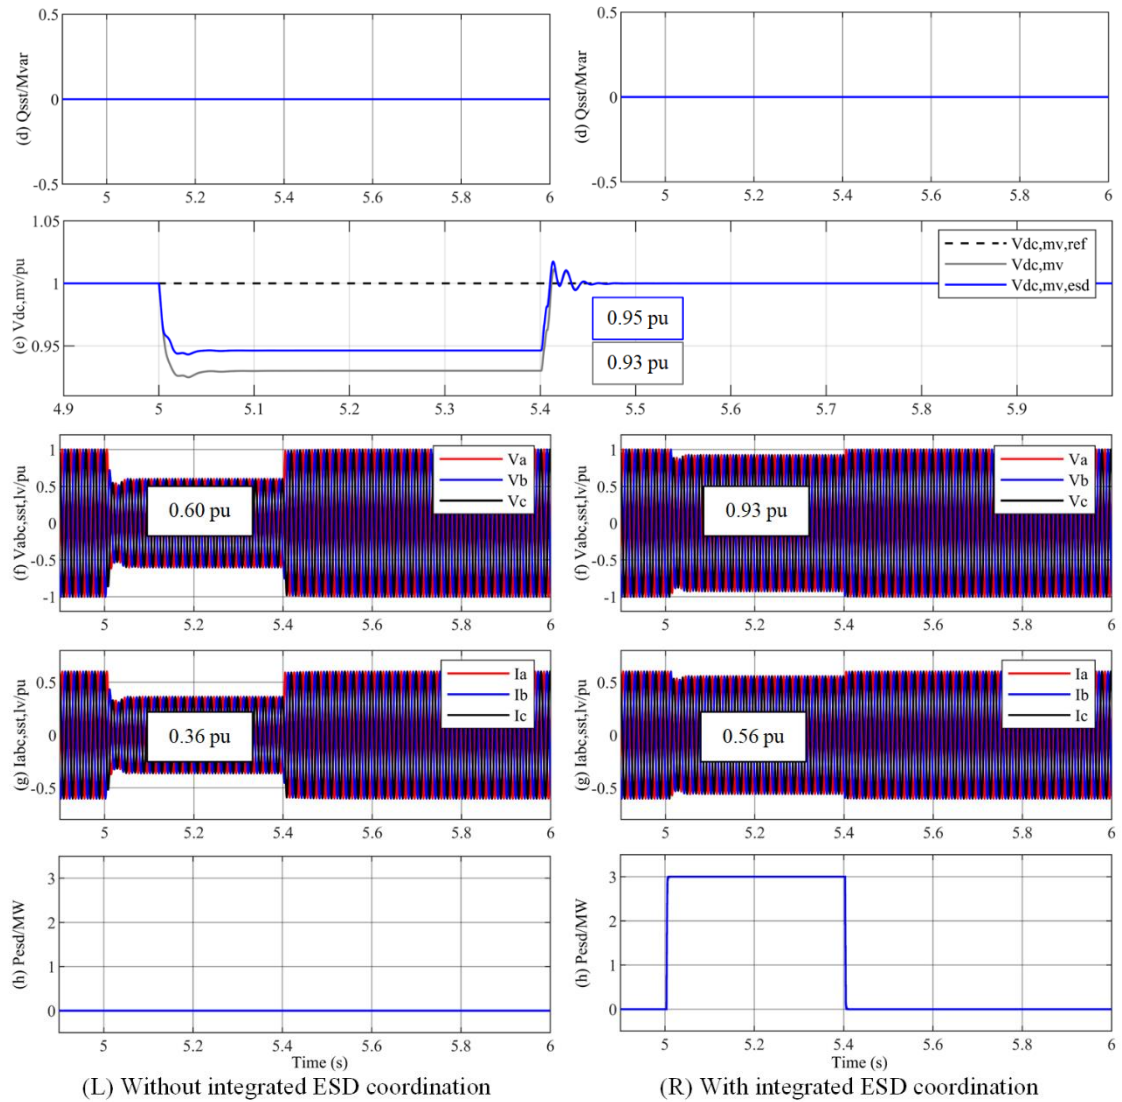 (d) Qsst/Mvar
0.5
0
-0.5
5 5.2 5.4 5.6 5.8 6
(d) Qsst/Mvar
0.5
0
-0.5
5 5.2 5.4 5.6 5.8 6
(e) Vdc,mv/pu
1.05
1
0.95
Vdc,mv,ref
Vdc,mv
Vdc,mv,esd
0.95 pu
0.93 pu
4.9 5 5.1 5.2 5.3 5.4 5.5 5.6 5.7 5.8 5.9
(f) Vabc,sst,lv/pu
1
0.5
0
-0.5
-1
Va
Vb
Vc
0.60 pu
5 5.2 5.4 5.6 5.8 6
(f) Vabc,sst,lv/pu
1
0.5
0
-0.5
-1
Va
Vb
Vc
0.93 pu
5 5.2 5.4 5.6 5.8 6
(g) Iabc,sst,lv/pu
0.5
0
-0.5
Ia
Ib
Ic
0.36 pu
5 5.2 5.4 5.6 5.8 6
(g) Iabc,sst,lv/pu
0.5
0
-0.5
Ia
Ib
Ic
0.56 pu
5 5.2 5.4 5.6 5.8 6
(h) Pesd/MW
3
2
1
0
5 5.2 5.4 5.6 5.8 6
Time (s)
(h) Pesd/MW
3
2
1
0
5 5.2 5.4 5.6 5.8 6
Time (s)
(L) Without integrated ESD coordination
(R) With integrated ESD coordination